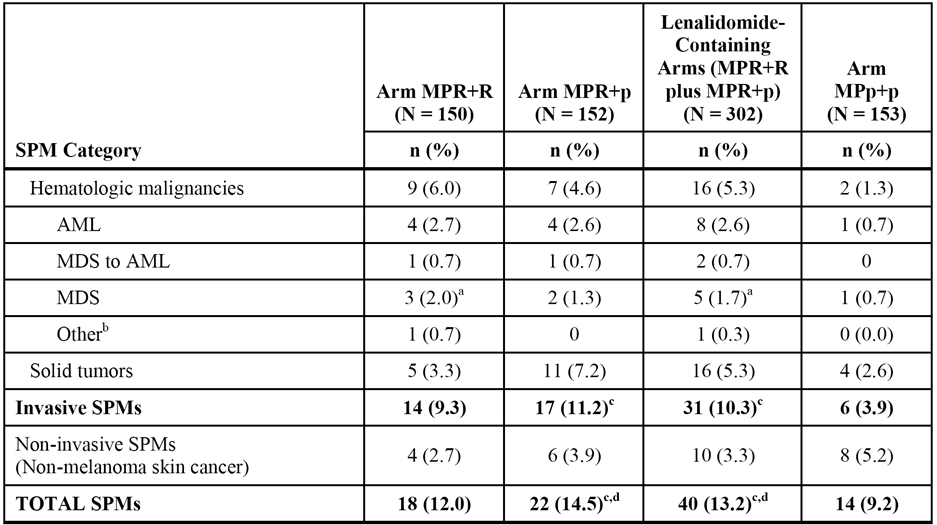 SPM Category | Arm MPR+R (N = 150) | Arm MPR+p (N = 152) | Lenalidomide-Containing Arms (MPR+R plus MPR+p) (N = 302) | Arm MPp+p (N = 153)
n (%) | n (%) | n (%) | n (%)
Hematologic malignancies | 9 (6.0) | 7 (4.6) | 16 (5.3) | 2 (1.3)
AML | 4 (2.7) | 4 (2.6) | 8 (2.6) | 1 (0.7)
MDS to AML | 1 (0.7) | 1 (0.7) | 2 (0.7) | 0
MDS | 3 (2.0)a | 2 (1.3) | 5 (1.7)a | 1 (0.7)
Otherb | 1 (0.7) | 0 | 1 (0.3) | 0 (0.0)
Solid tumors | 5 (3.3) | 11 (7.2) | 16 (5.3) | 4 (2.6)
Invasive SPMs | 14 (9.3) | 17 (11.2)c | 31 (10.3)c | 6 (3.9)
Non-invasive SPMs (Non-melanoma skin cancer) | 4 (2.7) | 6 (3.9) | 10 (3.3) | 8 (5.2)
TOTAL SPMs | 18 (12.0) | 22 (14.5)c,d | 40 (13.2)c,d | 14 (9.2)